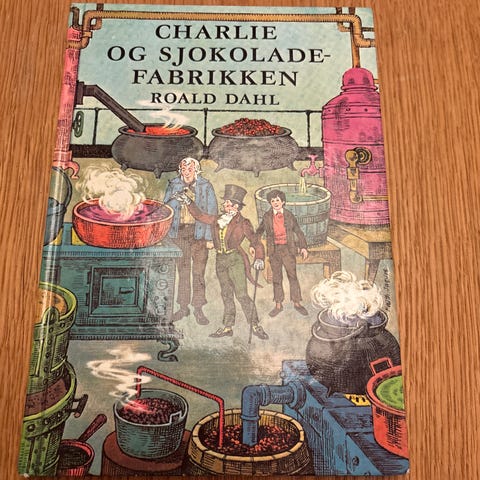 CHARLIE
OG SJOKOLADE-
FABRIKKEN
ROALD DAHL